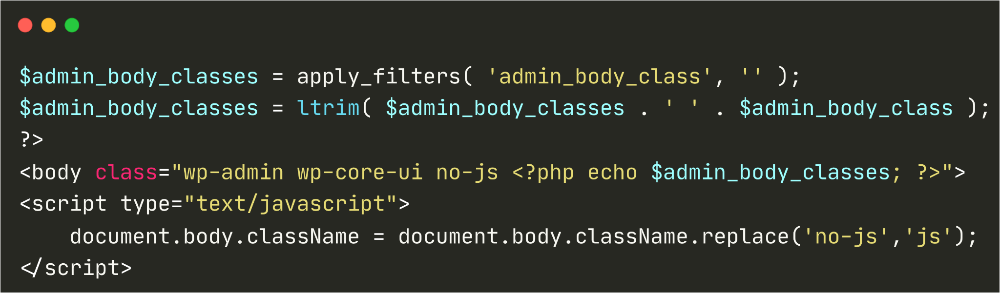 $admin_body_classes = apply_filters( 'admin_body_class', '' );
$admin_body_classes = ltrim( $admin_body_classes . ' ' . $admin_body_class );
?>
<body class="wp-admin wp-core-ui no-js <?php echo $admin_body_classes; ?>">
<script type="text/javascript">
    document.body.className = document.body.className.replace('no-js','js');
</script>